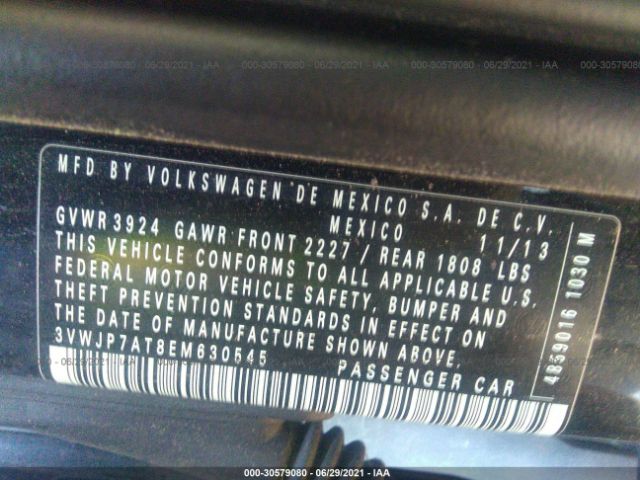 000-30579080 - 06/29/2021 - IAA
MFD BY VOLKSWAGEN DE MEXICO S.A. DE C.V.
MEXICO 11/13
GVWR 3924 GAWR FRONT 2227 / REAR 1808 LBS
THIS VEHICLE CONFORMS TO ALL APPLICABLE U.S.
FEDERAL MOTOR VEHICLE SAFETY, BUMPER AND
THEFT PREVENTION STANDARDS IN EFFECT ON
THE DATE OF MANUFACTURE SHOWN ABOVE.
3VWJP7AT8EM630645
PASSENGER CAR
4839016 1030 M
000-30579080 - 06/29/2021 - IAA